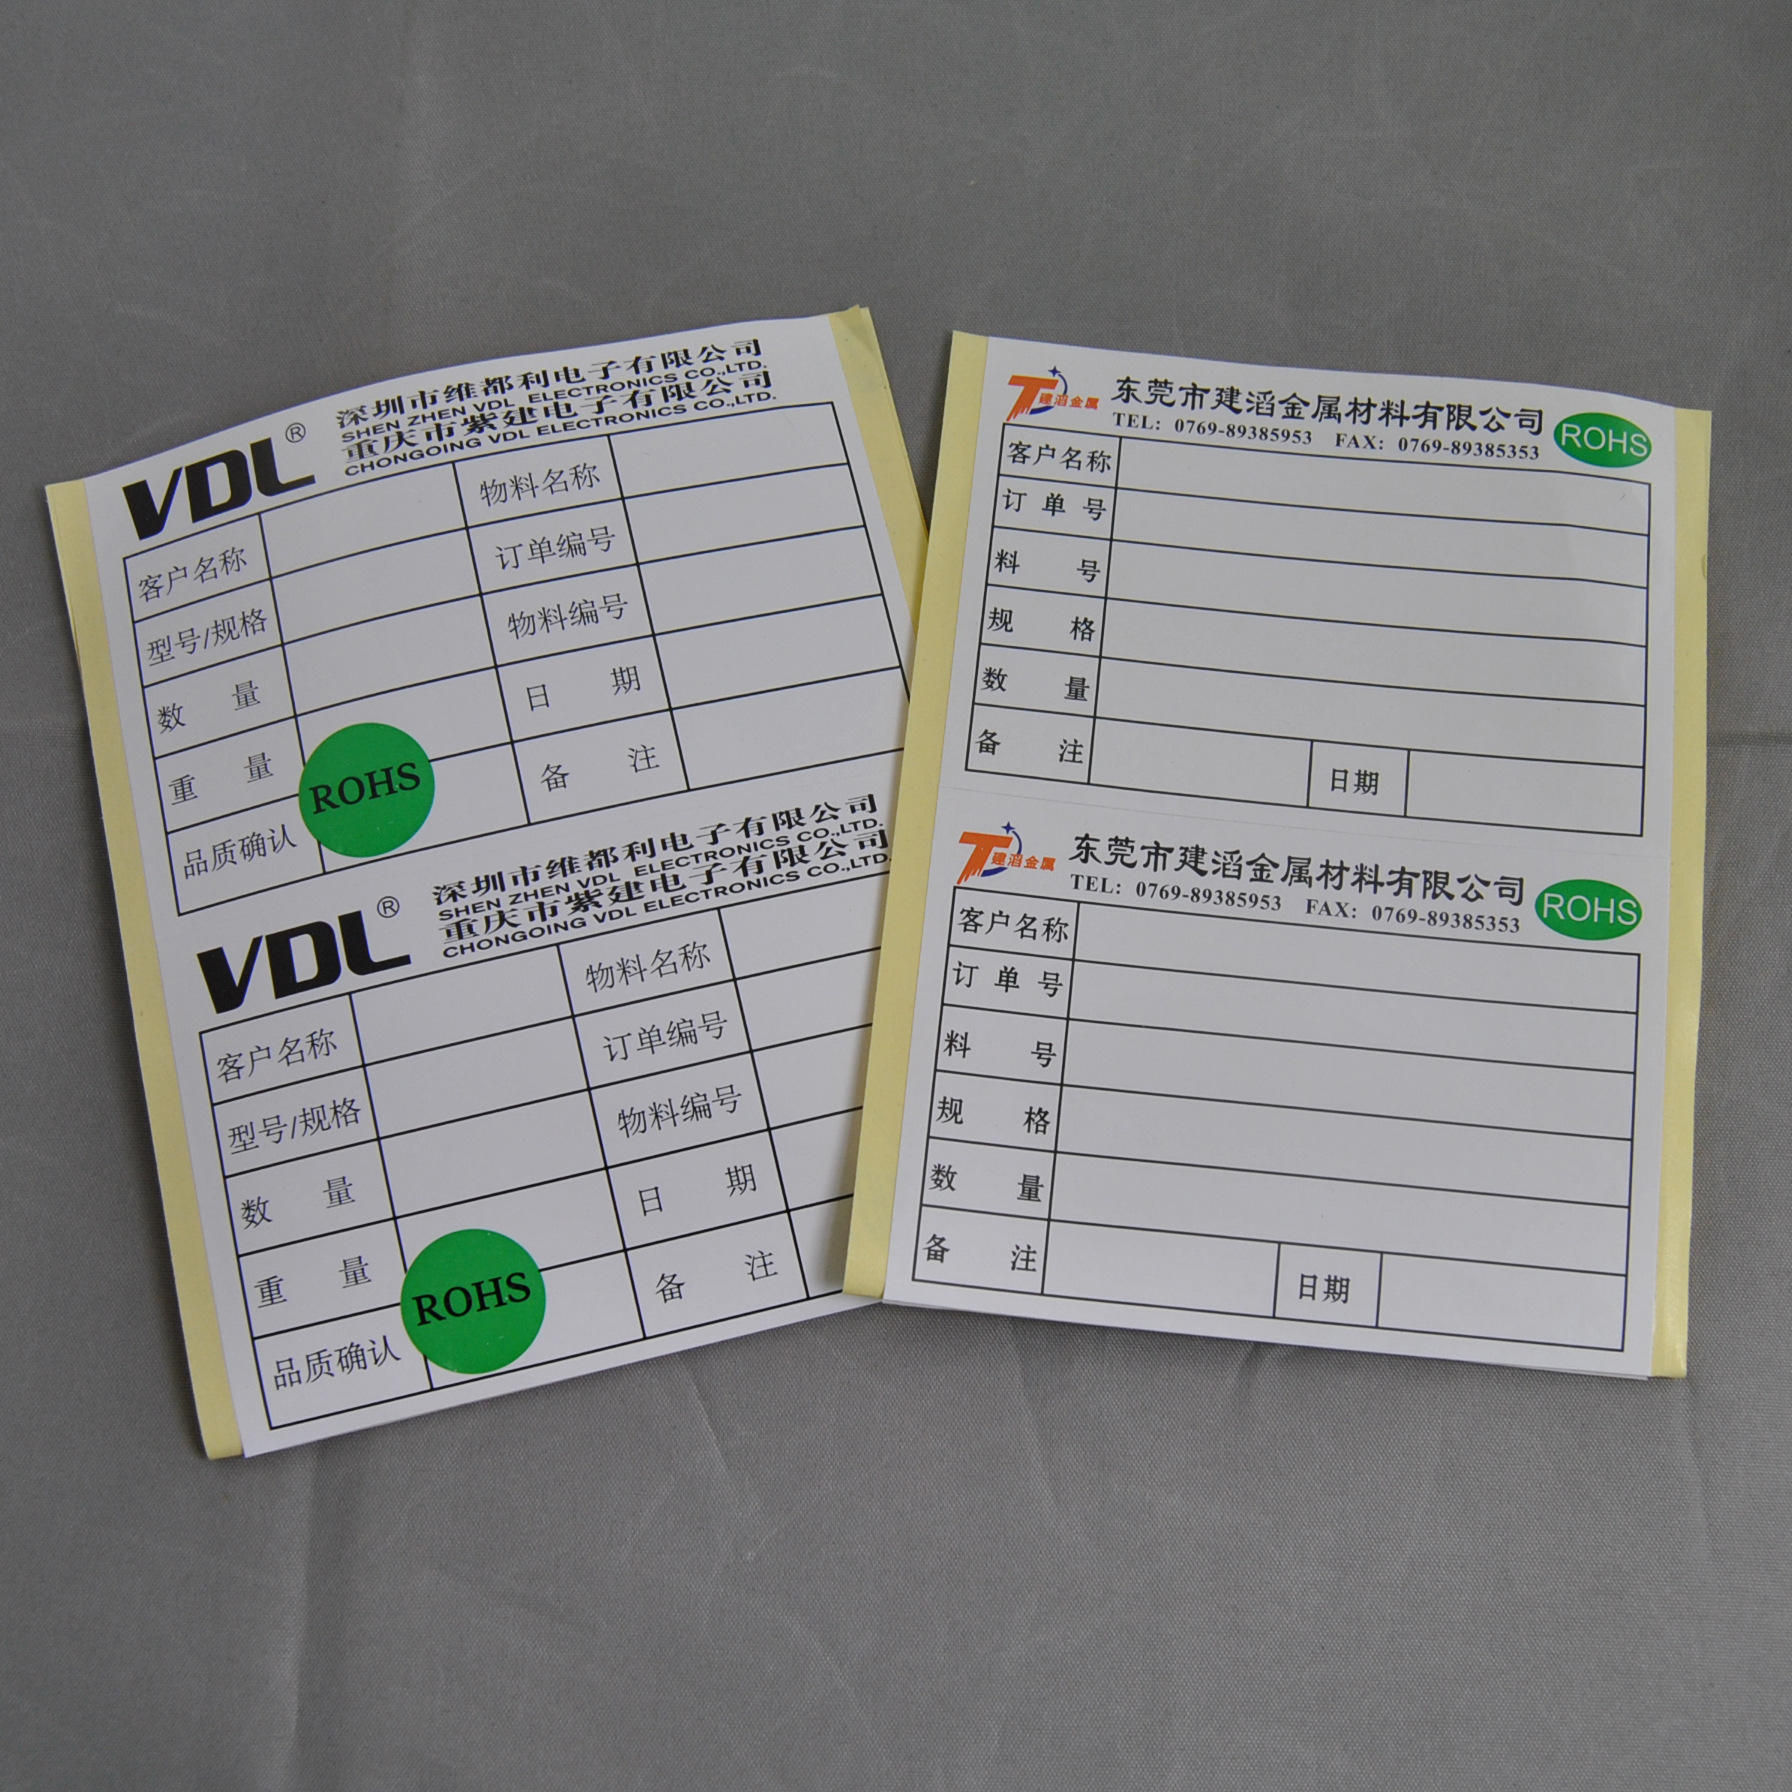 VDL®
深圳市维都利电子有限公司
SHEN ZHEN VDL ELECTRONICS CO.,LTD.
重庆市紫建电子有限公司
CHONGOING VDL ELECTRONICS CO.,LTD.
客户名称 物料名称
型号/规格 订单编号
数 量 物料编号
重 量 日 期
品质确认 ROHS 备 注
VDL®
深圳市维都利电子有限公司
SHEN ZHEN VDL ELECTRONICS CO.,LTD.
重庆市紫建电子有限公司
CHONGOING VDL ELECTRONICS CO.,LTD.
客户名称 物料名称
型号/规格 订单编号
数 量 物料编号
重 量 日 期
品质确认 ROHS 备 注
建滔金属 东莞市建滔金属材料有限公司 ROHS
TEL: 0769-89385953 FAX: 0769-89385353
客户名称
订 单 号
料 号
规 格
数 量
备 注 日期
建滔金属 东莞市建滔金属材料有限公司 ROHS
TEL: 0769-89385953 FAX: 0769-89385353
客户名称
订 单 号
料 号
规 格
数 量
备 注 日期